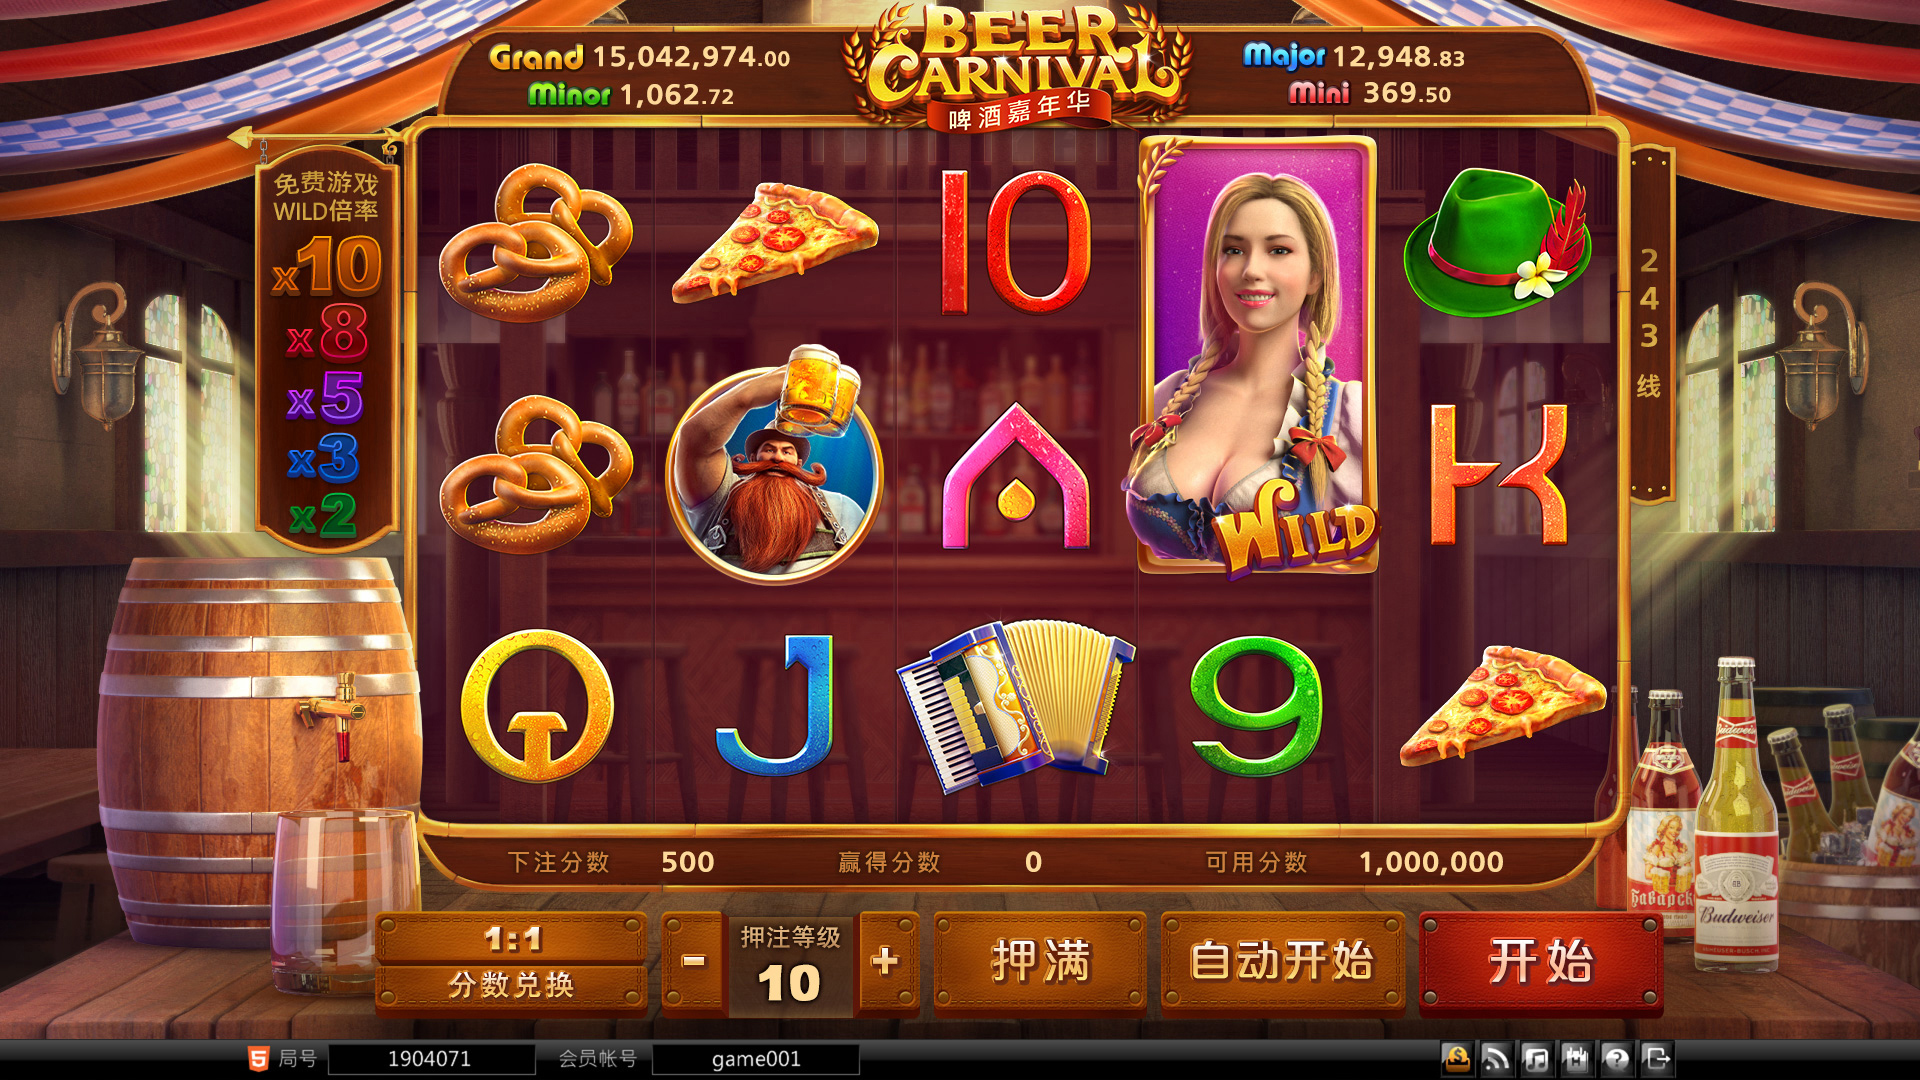 BEER
CARNIVAL
啤酒嘉年华
Grand 15,042,974.00
Major 12,948.83
Minor 1,062.72
Mini 369.50
免费游戏
WILD倍率
x10
x8
x5
x3
x2
243线
10
A
WILD
K
Q
J
9
下注分数 500
赢得分数 0
可用分数 1,000,000
1:1
分数兑换
-
押注等级
10
+
押满
自动开始
开始
Budweiser
Budweiser
局号 1904071
会员帐号 game001